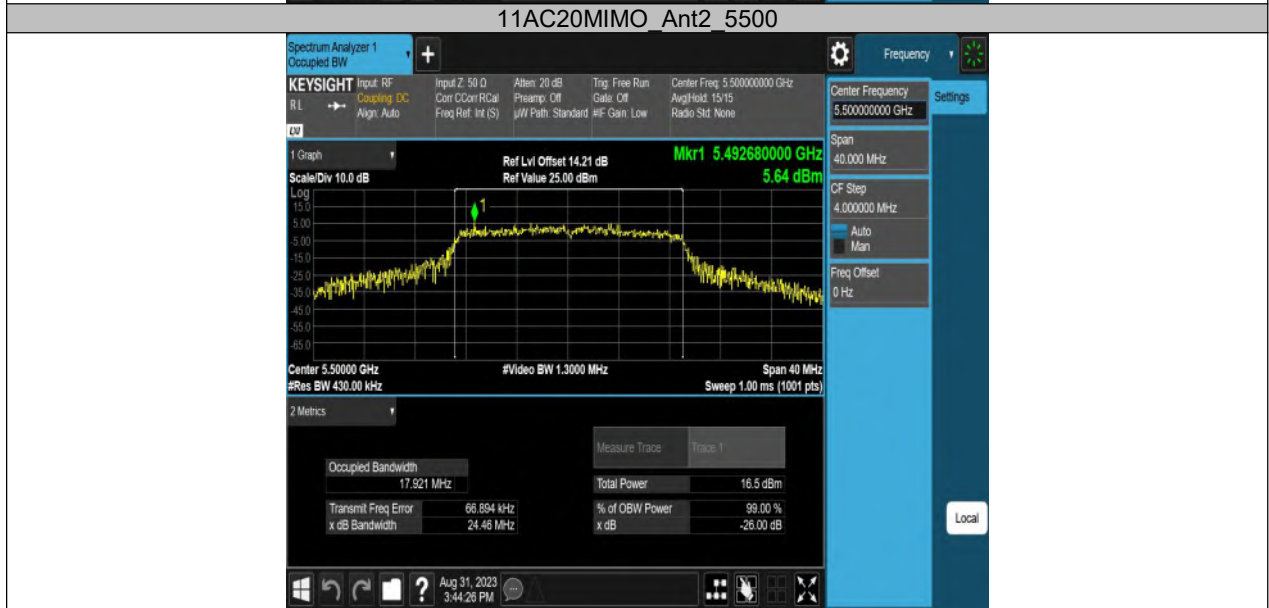 11AC20MIMO_Ant2_5500
Spectrum Analyzer 1
Occupied BW
+
Frequency
KEYSIGHT Input: RF Input Z: 50 Ω Atten: 20 dB Trig: Free Run Center Freq: 5.500000000 GHz
RL Coupling: DC Corr CCorr RCal Preamp: Off Gate: Off Avg|Hold: 15/15
Align: Auto Freq Ref: Int (S) µW Path: Standard #IF Gain: Low Radio Std: None
LXI
Center Frequency
5.500000000 GHz
Settings
Span
40.000 MHz
CF Step
4.000000 MHz
Auto
Man
Freq Offset
0 Hz
1 Graph
Ref Lvl Offset 14.21 dB
Mkr1 5.492680000 GHz
Scale/Div 10.0 dB
Ref Value 25.00 dBm
5.64 dBm
Log
15.0
5.00
-5.00
-15.0
-25.0
-35.0
-45.0
-55.0
-65.0
1
Center 5.50000 GHz #Video BW 1.3000 MHz Span 40 MHz
#Res BW 430.00 kHz Sweep 1.00 ms (1001 pts)
2 Metrics
Measure Trace Trace 1
Occupied Bandwidth
17.921 MHz
Total Power 16.5 dBm
Transmit Freq Error 66.894 kHz % of OBW Power 99.00 %
x dB Bandwidth 24.46 MHz x dB -26.00 dB
Local
? Aug 31, 2023
3:44:26 PM